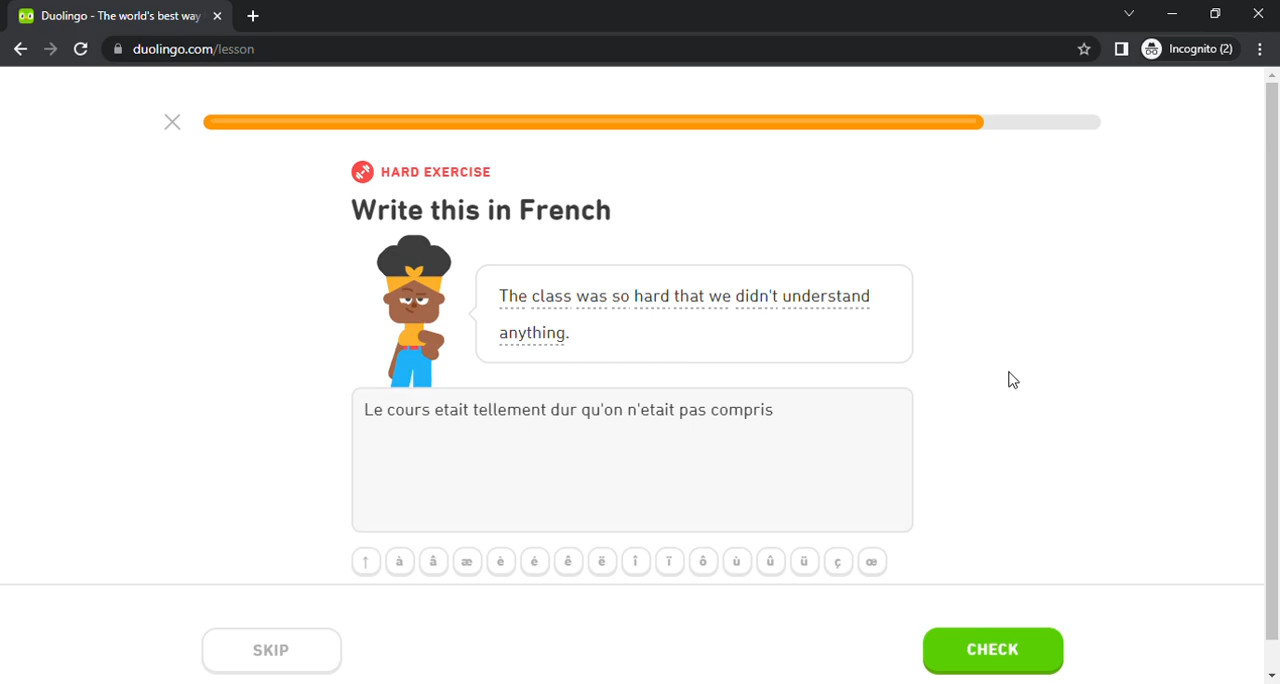 Duolingo - The world's best way
duolingo.com/lesson
Incognito (2)
HARD EXERCISE
Write this in French
The class was so hard that we didn't understand
anything.
Le cours etait tellement dur qu'on n'etait pas compris
↑ à â æ è é ê ë î ï ô ù û ü ç œ
SKIP
CHECK